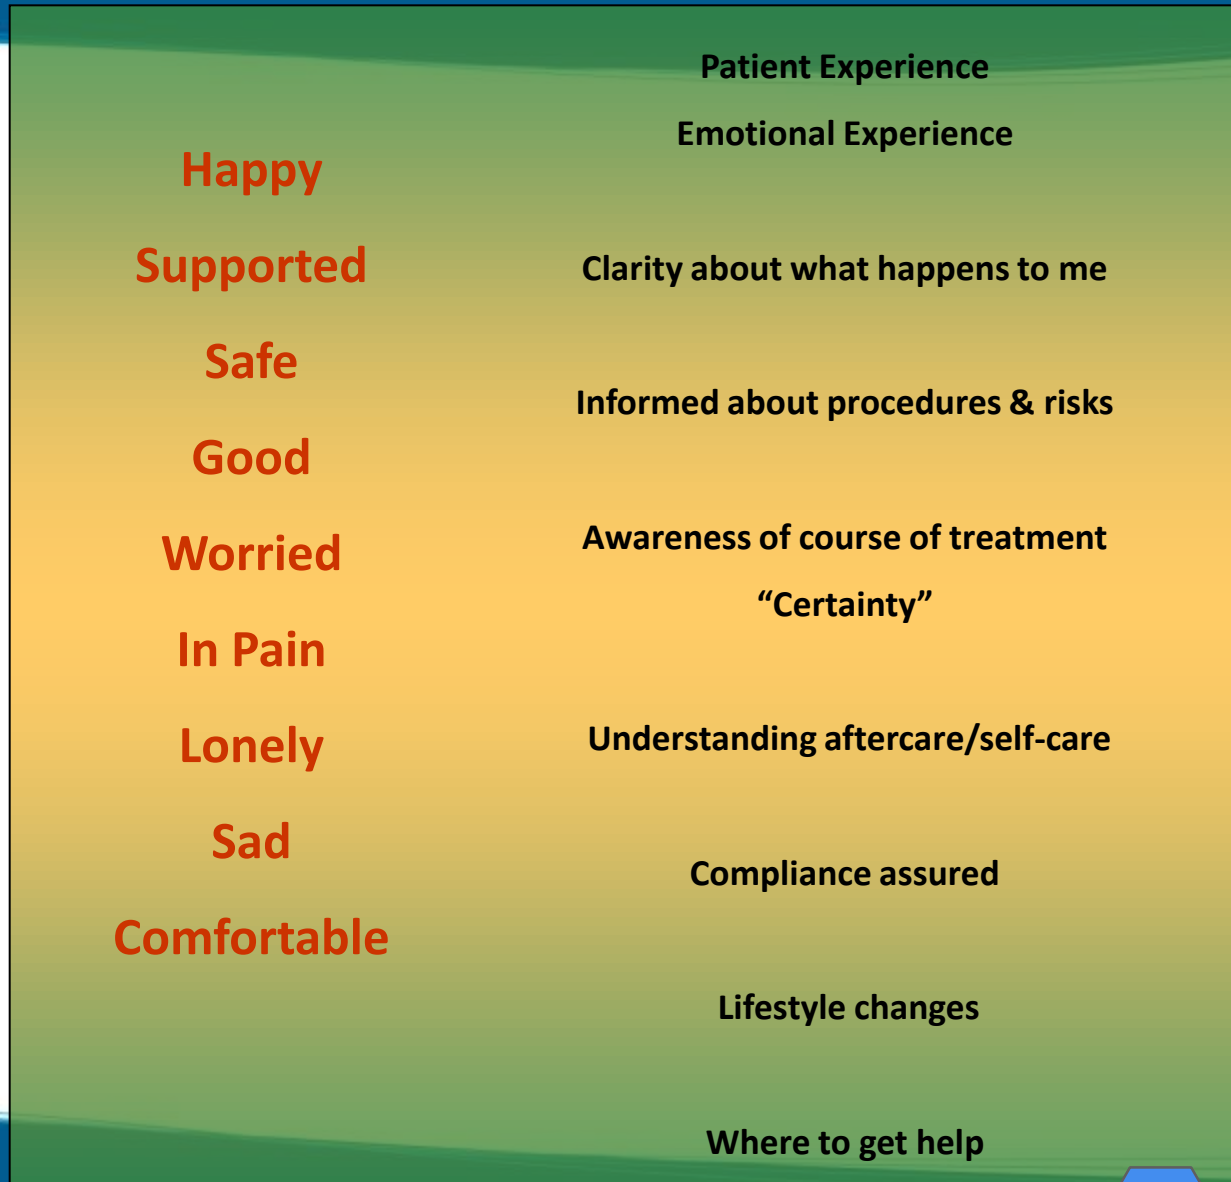 Happy
Supported
Safe
Good
Worried
In Pain
Lonely
Sad
Comfortable
Patient Experience
Emotional Experience
Clarity about what happens to me
Informed about procedures & risks
Awareness of course of treatment
“Certainty”
Understanding aftercare/self-care
Compliance assured
Lifestyle changes
Where to get help